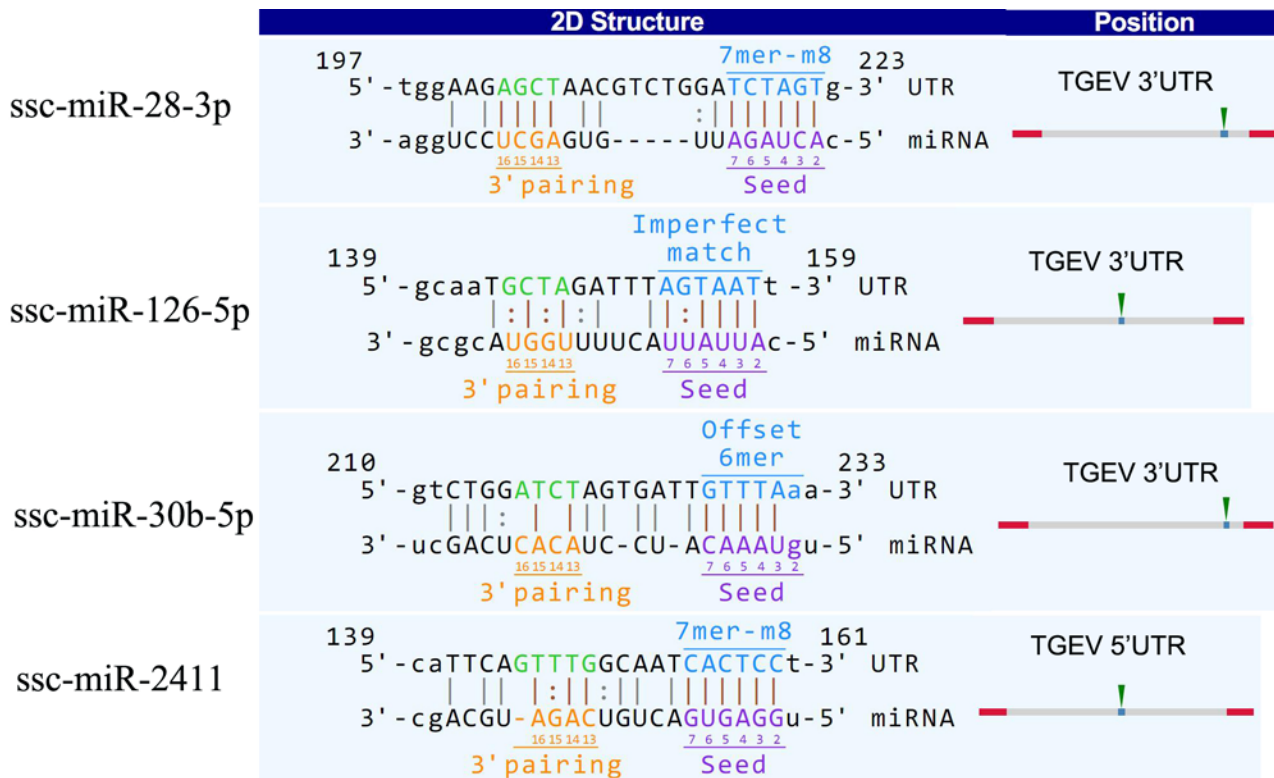 2D Structure Position
ssc-miR-28-3p
7mer-m8
197 223
5'-tggAAGAGCTAACGTCTGGATCTAGTg-3' UTR
3'-aggUCCUCGAGUG-----UUAGAUCAc-5' miRNA
16 15 14 13 7 6 5 4 3 2
3'pairing Seed
TGEV 3'UTR
ssc-miR-126-5p
Imperfect
match
139 159
5'-gcaaTGCTAGATTTAGTAATt-3' UTR
3'-gcgcAUGGUUUUCAUUAUUAc-5' miRNA
16 15 14 13 7 6 5 4 3 2
3'pairing Seed
TGEV 3'UTR
ssc-miR-30b-5p
Offset
6mer
210 233
5'-gtCTGGATCTAGTGATTGTTTAaa-3' UTR
3'-ucGACUCACAUC-CU-ACAAAUgu-5' miRNA
16 15 14 13 7 6 5 4 3 2
3'pairing Seed
TGEV 3'UTR
ssc-miR-2411
7mer-m8
139 161
5'-caTTCAGTTTGGCAATCACTCCt-3' UTR
3'-cgACGU-AGACUGUCAGUGAGGu-5' miRNA
16 15 14 13 7 6 5 4 3 2
3'pairing Seed
TGEV 5'UTR